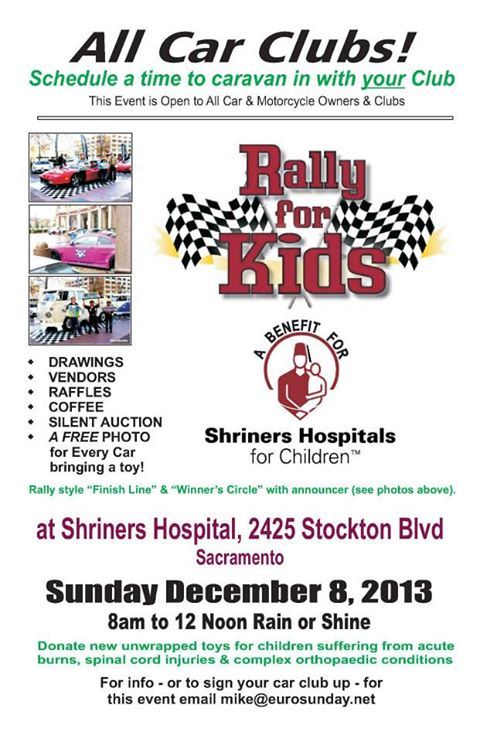 All Car Clubs!
Schedule a time to caravan in with your Club
This Event is Open to All Car & Motorcycle Owners & Clubs
Rally
for
Kids
A BENEFIT FOR
Shriners Hospitals
for Children™
◆ DRAWINGS
◆ VENDORS
◆ RAFFLES
◆ COFFEE
◆ SILENT AUCTION
◆ A FREE PHOTO
for Every Car
bringing a toy!
Rally style “Finish Line” & “Winner’s Circle” with announcer (see photos above).
at Shriners Hospital, 2425 Stockton Blvd
Sacramento
Sunday December 8, 2013
8am to 12 Noon Rain or Shine
Donate new unwrapped toys for children suffering from acute
burns, spinal cord injuries & complex orthopaedic conditions
For info - or to sign your car club up - for
this event email mike@eurosunday.net